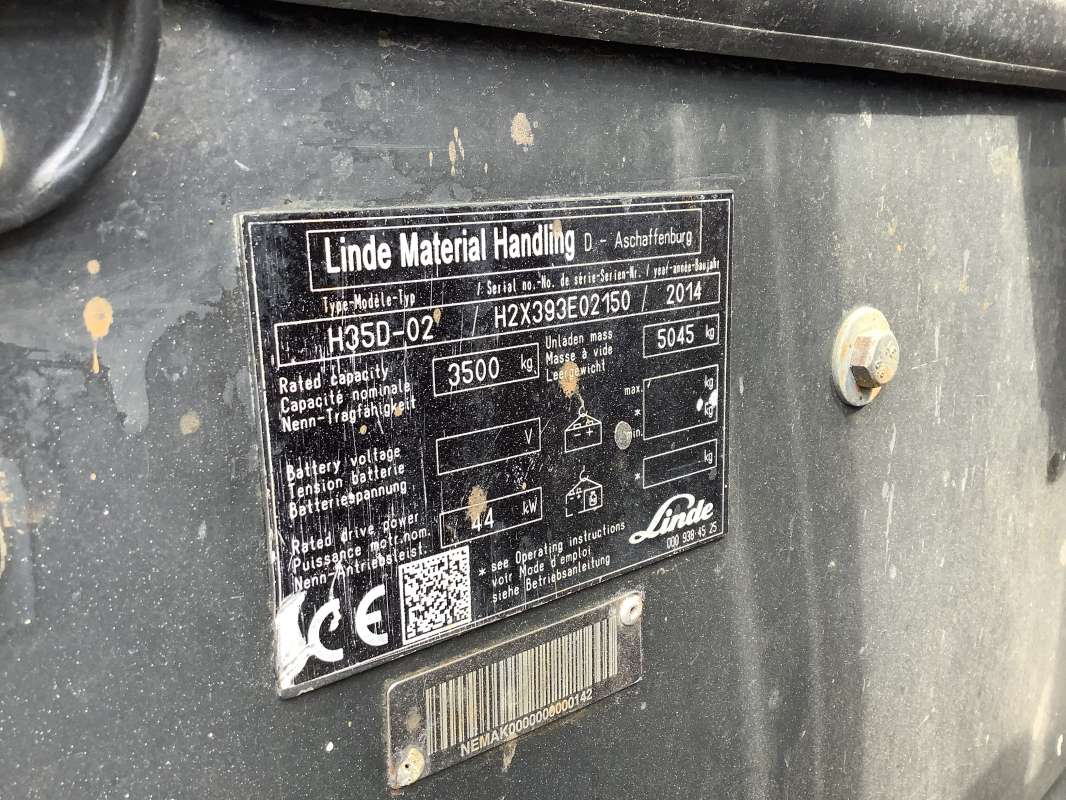 Linde Material Handling D - Aschaffenburg
Type-Modèle-Typ / Serial no.-No. de série-Serien-Nr. / year-année-Baujahr
H35D-02 / H2X393E02150 / 2014
Rated capacity
Capacité nominale
Nenn-Tragfähigkeit
3500 kg
Unladen mass
Masse à vide
Leergewicht
5045 kg
Battery voltage
Tension batterie
Batteriespannung
V
- +
max. kg
* kg
min.
* kg
Rated drive power
Puissance motr.nom.
Nenn-Antriebsleist.
44 kW
* see Operating instructions
voir Mode d'emploi
siehe Betriebsanleitung
Linde
000 938 45 25
CE
NEMAK0000000000142